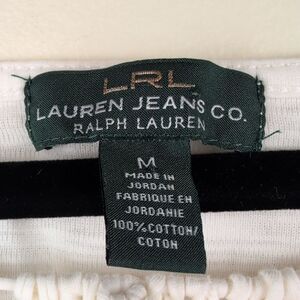 LRL
LAUREN JEANS CO.
RALPH LAUREN
M
MADE IN
JORDAN
FABRIQUE EN
JORDANIE
100% COTTON/
COTON